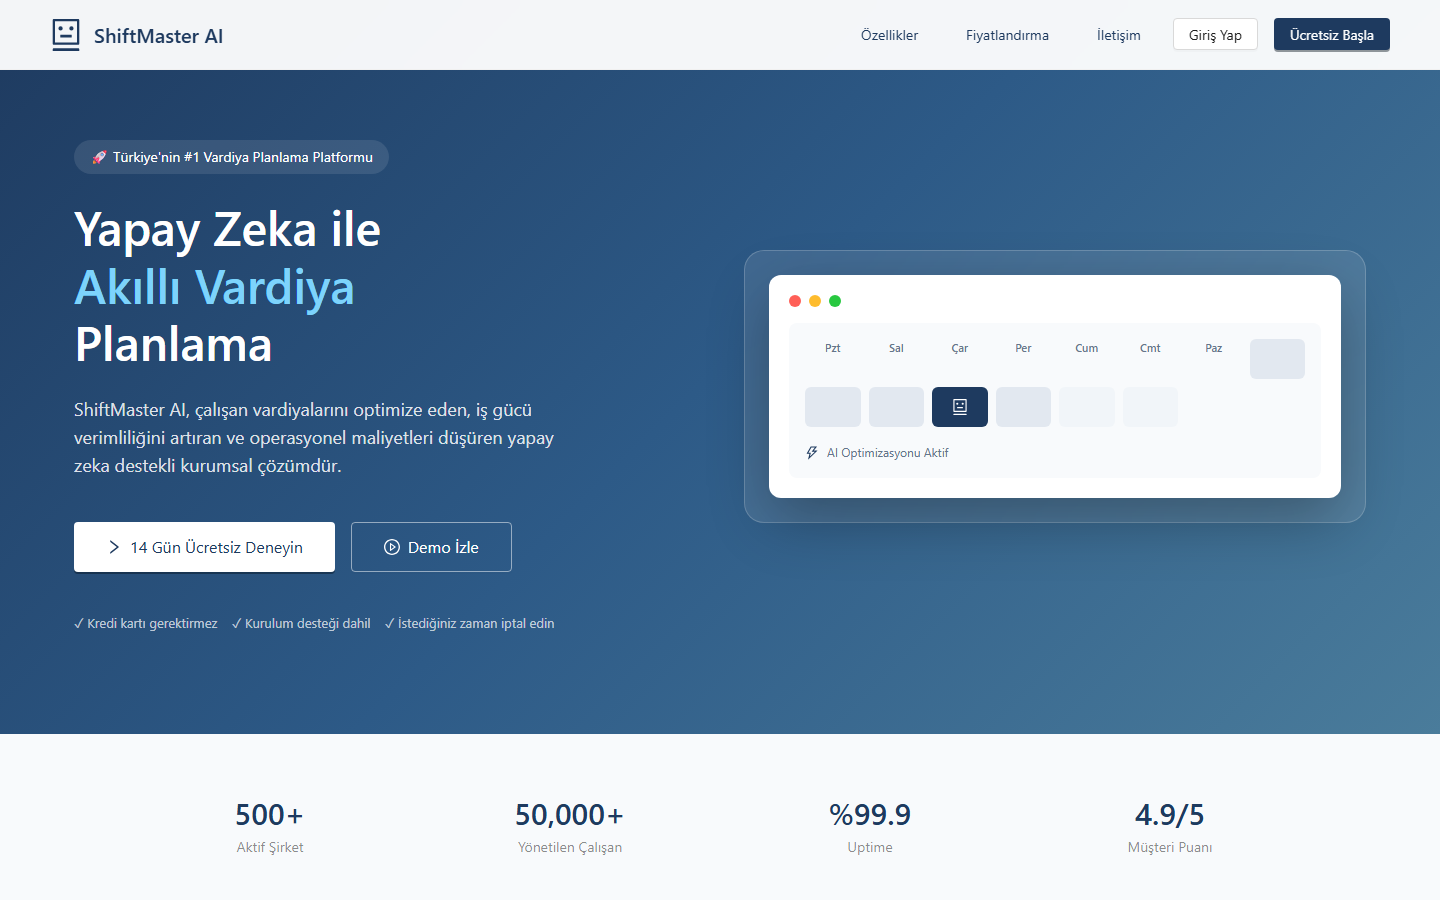 ShiftMaster AI
Özellikler
Fiyatlandırma
İletişim
Giriş Yap
Ücretsiz Başla
🚀 Türkiye'nin #1 Vardiya Planlama Platformu
Yapay Zeka ile
Akıllı Vardiya
Planlama
ShiftMaster AI, çalışan vardiyalarını optimize eden, iş gücü
verimliliğini artıran ve operasyonel maliyetleri düşüren yapay
zeka destekli kurumsal çözümdür.
14 Gün Ücretsiz Deneyin
Demo İzle
✓ Kredi kartı gerektirmez ✓ Kurulum desteği dahil ✓ İstediğiniz zaman iptal edin
Pzt Sal Çar Per Cum Cmt Paz
AI Optimizasyonu Aktif
500+
Aktif Şirket
50,000+
Yönetilen Çalışan
%99.9
Uptime
4.9/5
Müşteri Puanı